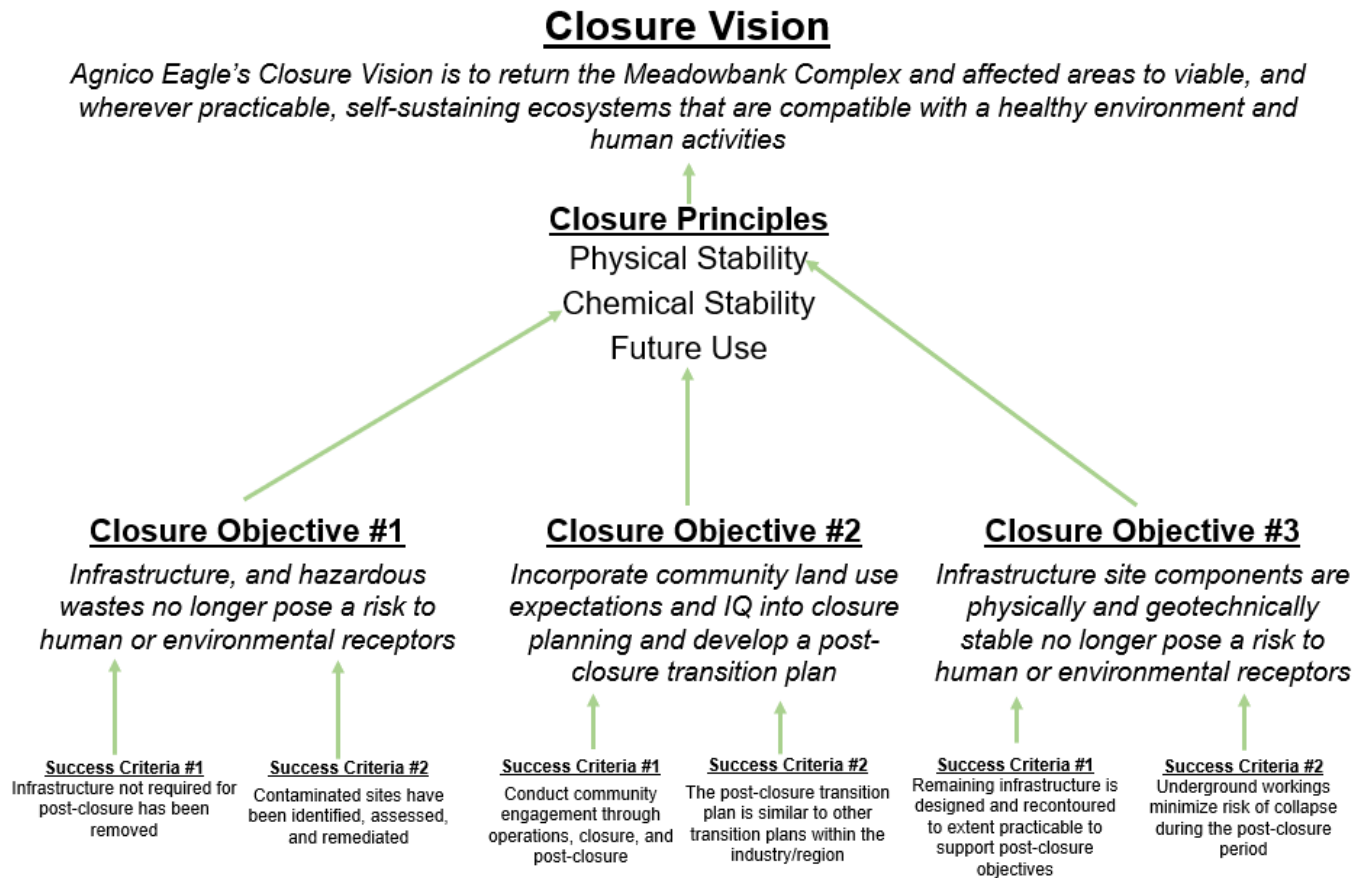 Closure Vision
Agnico Eagle's Closure Vision is to return the Meadowbank Complex and affected areas to viable, and
wherever practicable, self-sustaining ecosystems that are compatible with a healthy environment and
human activities
Closure Principles
Physical Stability
Chemical Stability
Future Use
Closure Objective #1
Infrastructure, and hazardous
wastes no longer pose a risk to
human or environmental receptors
Closure Objective #2
Incorporate community land use
expectations and IQ into closure
planning and develop a post-
closure transition plan
Closure Objective #3
Infrastructure site components are
physically and geotechnically
stable no longer pose a risk to
human or environmental receptors
Success Criteria #1
Infrastructure not required for
post-closure has been
removed
Success Criteria #2
Contaminated sites have
been identified, assessed,
and remediated
Success Criteria #1
Conduct community
engagement through
operations, closure, and
post-closure
Success Criteria #2
The post-closure transition
plan is similar to other
transition plans within the
industry/region
Success Criteria #1
Remaining infrastructure is
designed and recontoured
to extent practicable to
support post-closure
objectives
Success Criteria #2
Underground workings
minimize risk of collapse
during the post-closure
period